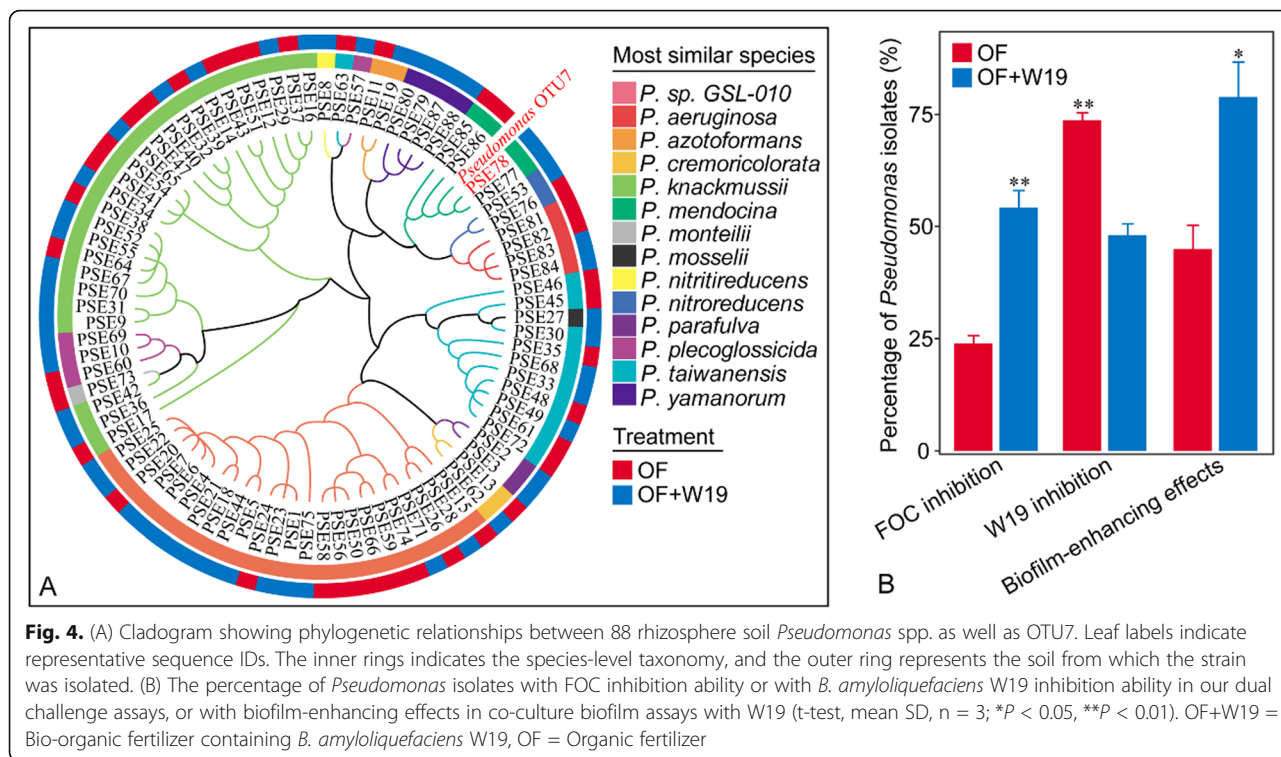 A
Most similar species
P. sp. GSL-010
P. aeruginosa
P. azotoformans
P. cremoricolorata
P. knackmussii
P. mendocina
P. monteilii
P. mosselii
P. nitritireducens
P. nitroreducens
P. parafulva
P. plecoglossicida
P. taiwanensis
P. yamanorum
Treatment
OF
OF+W19
Pseudomonas OTU7
PSE78
PSE77
PSE53
PSE76
PSE81
PSE82
PSE83
PSE84
PSE46
PSE45
PSE27
PSE30
PSE35
PSE68
PSE33
PSE48
PSE49
PSE61
PSE66
PSE50
PSE56
PSE58
PSE75
PSE42
PSE73
PSE60
PSE10
PSE69
PSE9
PSE31
PSE70
PSE67
PSE64
PSE8
PSE63
PSE57
PSE11
PSE19
PSE80
PSE79
PSE87
PSE88
PSE85
PSE86
B
Percentage of Pseudomonas isolates (%)
75
50
25
0
OF
OF+W19
**
**
*
FOC inhibition
W19 inhibition
Biofilm-enhancing effects
Fig. 4. (A) Cladogram showing phylogenetic relationships between 88 rhizosphere soil Pseudomonas spp. as well as OTU7. Leaf labels indicate
representative sequence IDs. The inner rings indicates the species-level taxonomy, and the outer ring represents the soil from which the strain
was isolated. (B) The percentage of Pseudomonas isolates with FOC inhibition ability or with B. amyloliquefaciens W19 inhibition ability in our dual
challenge assays, or with biofilm-enhancing effects in co-culture biofilm assays with W19 (t-test, mean SD, n = 3; *P < 0.05, **P < 0.01). OF+W19 =
Bio-organic fertilizer containing B. amyloliquefaciens W19, OF = Organic fertilizer